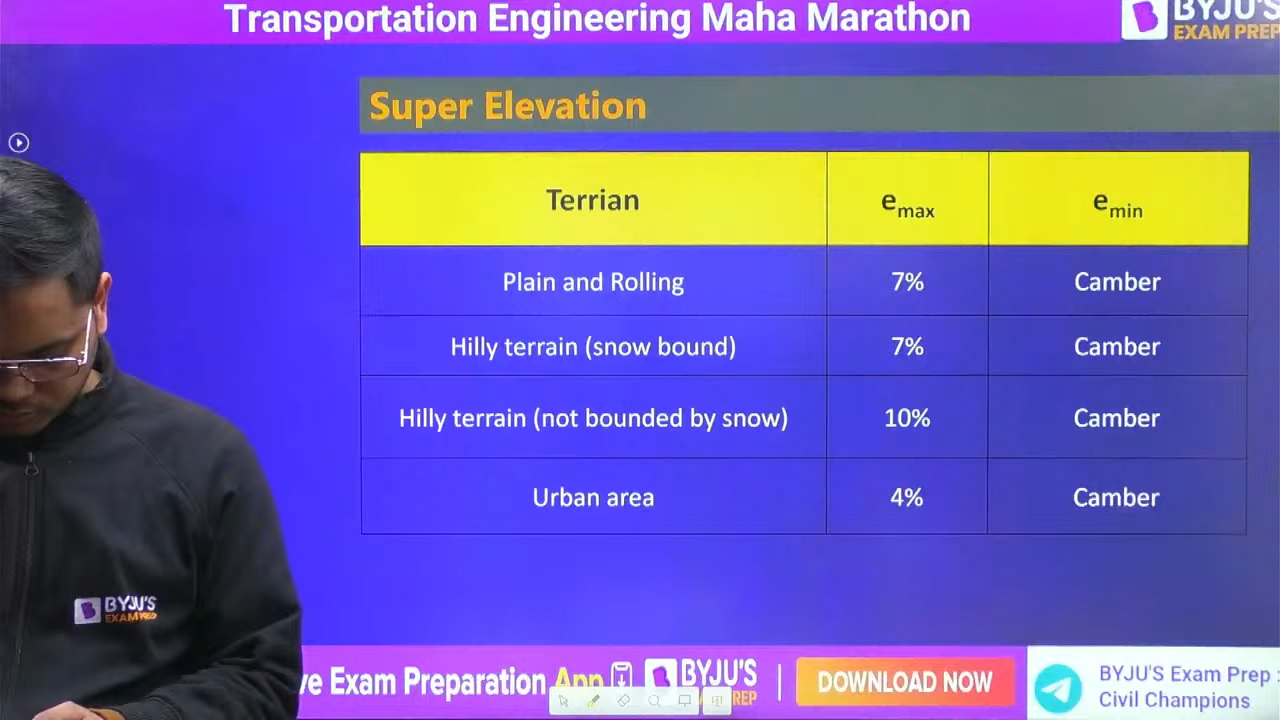 Transportation Engineering Maha Marathon
BYJU'S
EXAM PREP
Super Elevation
Terrian emax emin
Plain and Rolling 7% Camber
Hilly terrain (snow bound) 7% Camber
Hilly terrain (not bounded by snow) 10% Camber
Urban area 4% Camber
BYJU'S
EXAM PREP
Exam Preparation App BYJU'S
DOWNLOAD NOW
BYJU'S Exam Prep :
Civil Champions